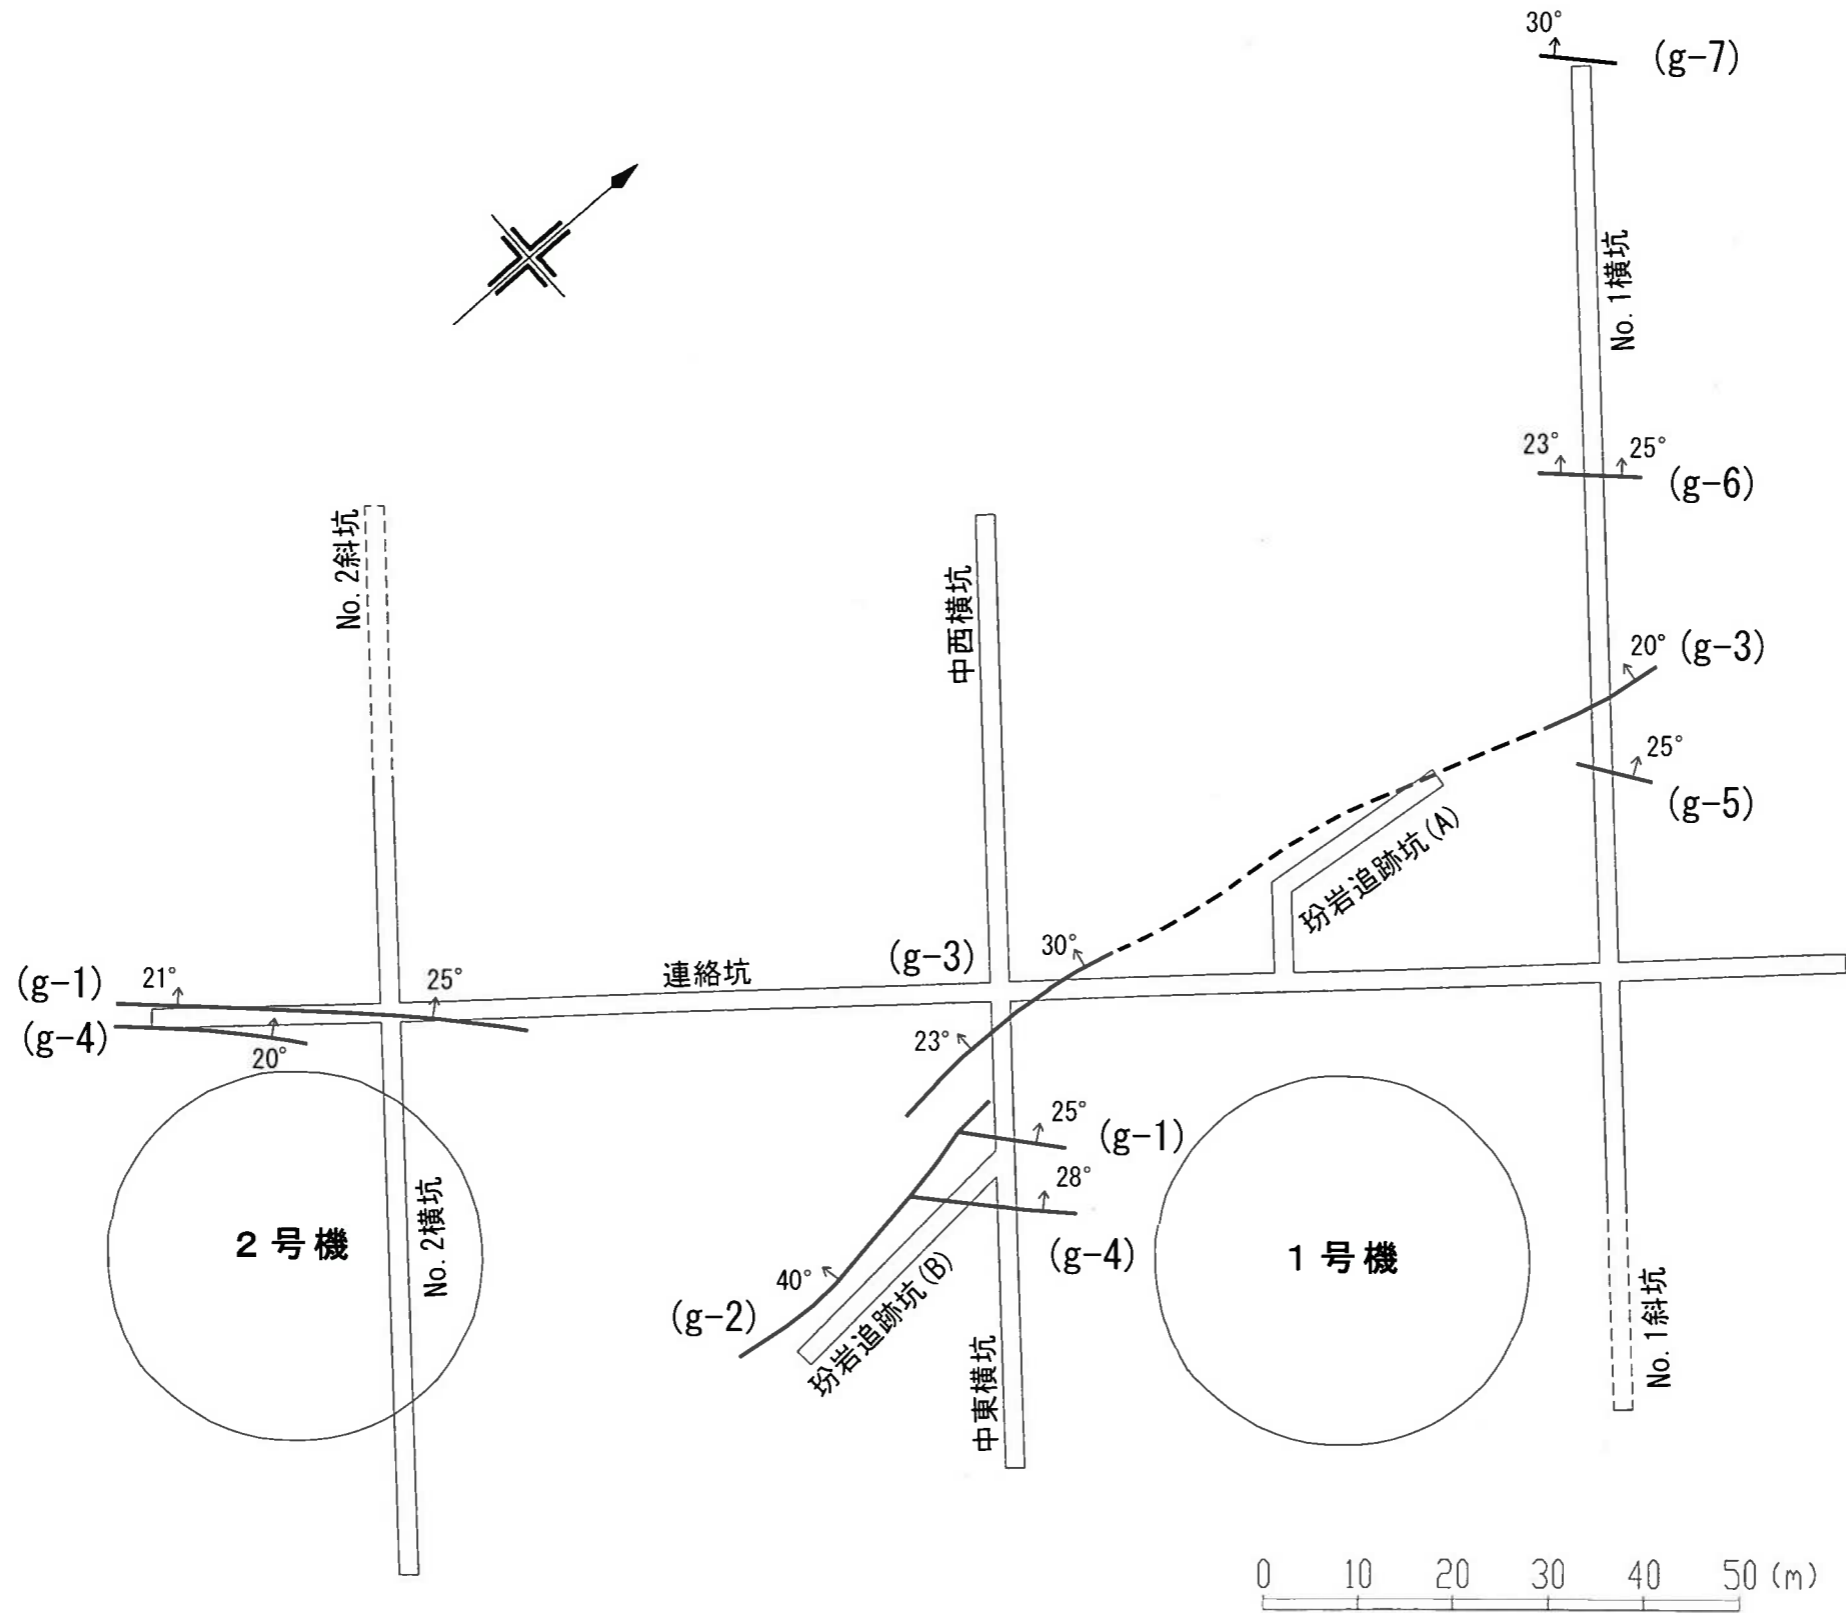 30°
(g-7)
No. 1横坑
23°
25°
(g-6)
No. 2斜坑
中西横坑
20°
(g-3)
25°
(g-5)
玢岩追跡坑(A)
(g-3)
30°
連絡坑
(g-1)
21°
25°
(g-4)
20°
23°
25°
(g-1)
28°
(g-4)
2号機
No. 2横坑
40°
(g-2)
玢岩追跡坑(B)
1号機
中東横坑
No. 1斜坑
0 10 20 30 40 50 (m)